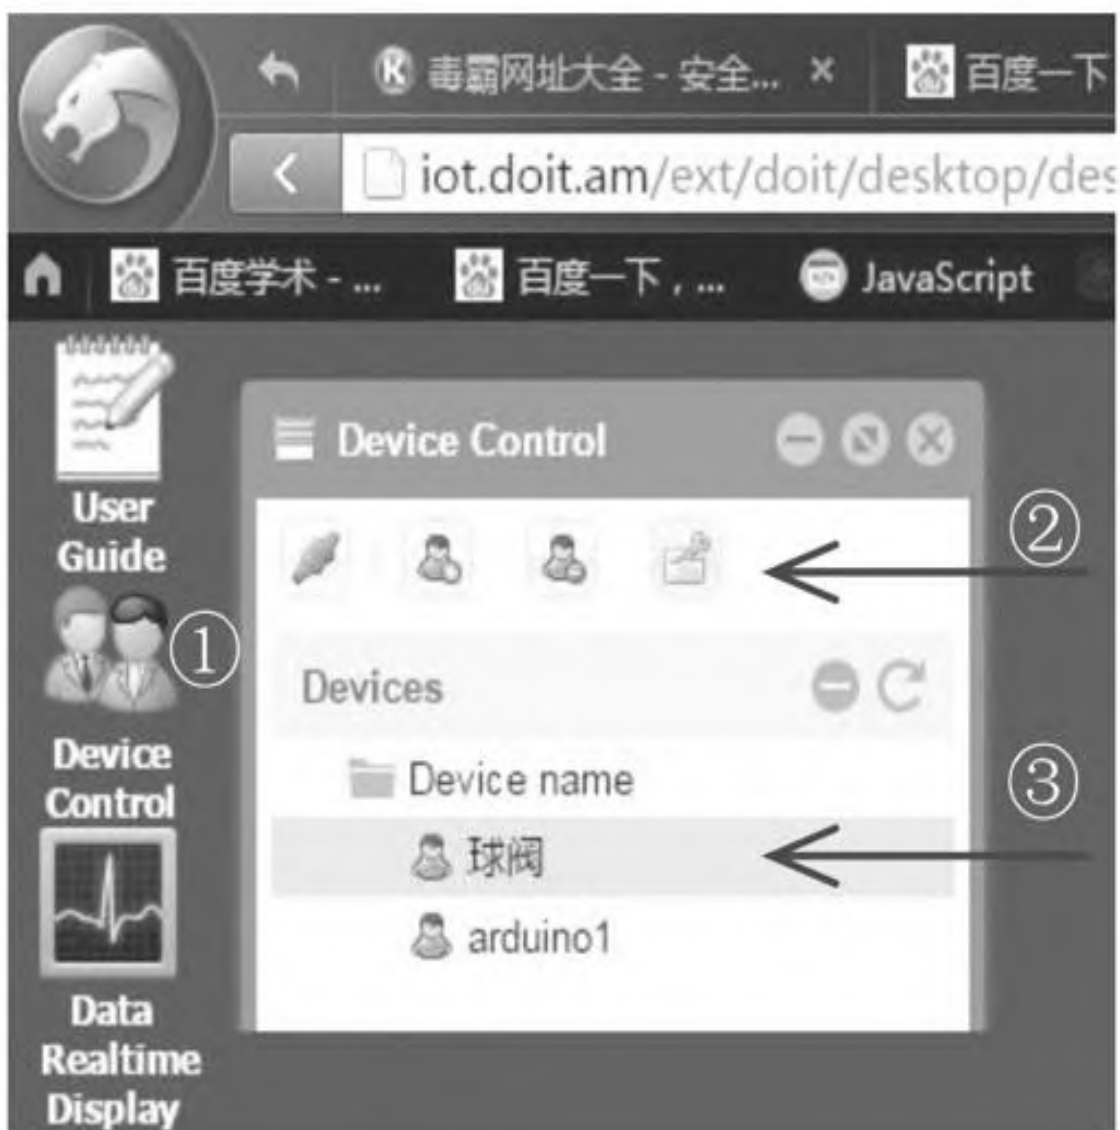 毒霸网址大全 - 安全... ×
百度一下
iot.doit.am/ext/doit/desktop/des
百度学术 - ...
百度一下，...
JavaScript
User
Guide
①
Device
Control
Data
Realtime
Display
Device Control
②
Devices
Device name
③
球阀
arduino1